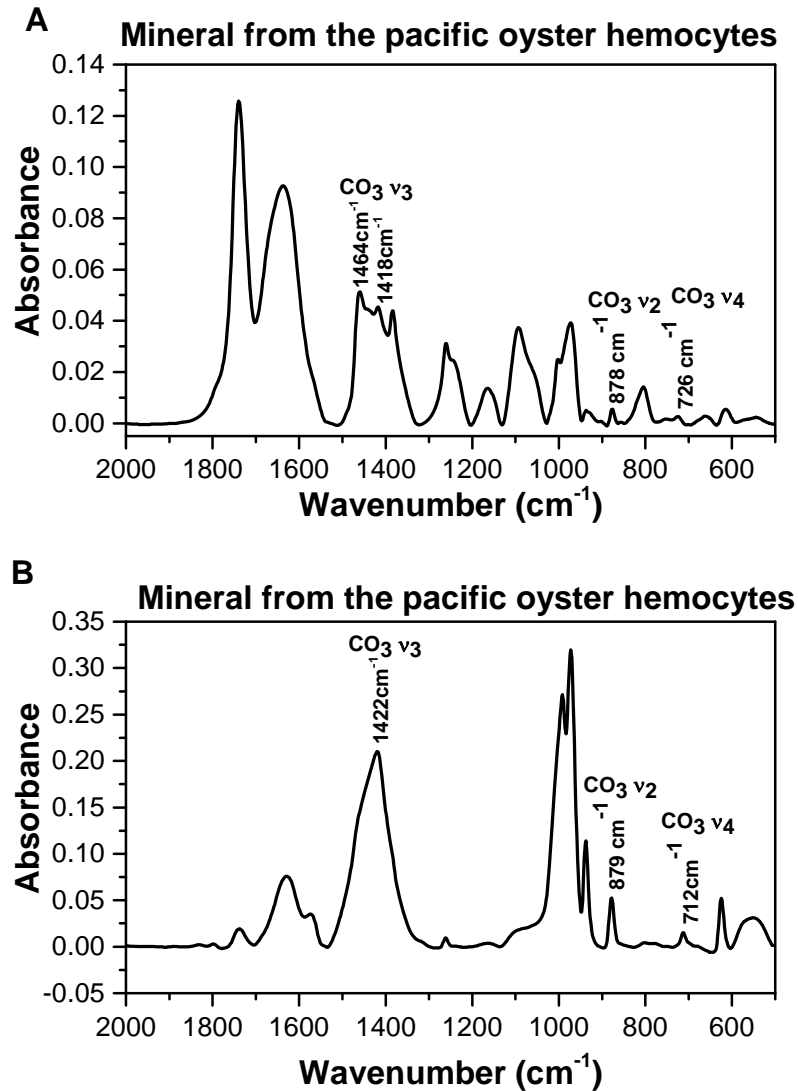 A
Mineral from the pacific oyster hemocytes
0.14
0.12
0.10
0.08
0.06
0.04
0.02
0.00
Absorbance
CO3 ν3
1464cm-1
1418cm-1
CO3 ν2
878 cm-1
CO3 ν4
726 cm-1
2000 1800 1600 1400 1200 1000 800 600
Wavenumber (cm-1)
B
Mineral from the pacific oyster hemocytes
0.35
0.30
0.25
0.20
0.15
0.10
0.05
0.00
-0.05
Absorbance
CO3 ν3
1422cm-1
CO3 ν2
879 cm-1
CO3 ν4
712cm-1
2000 1800 1600 1400 1200 1000 800 600
Wavenumber (cm-1)